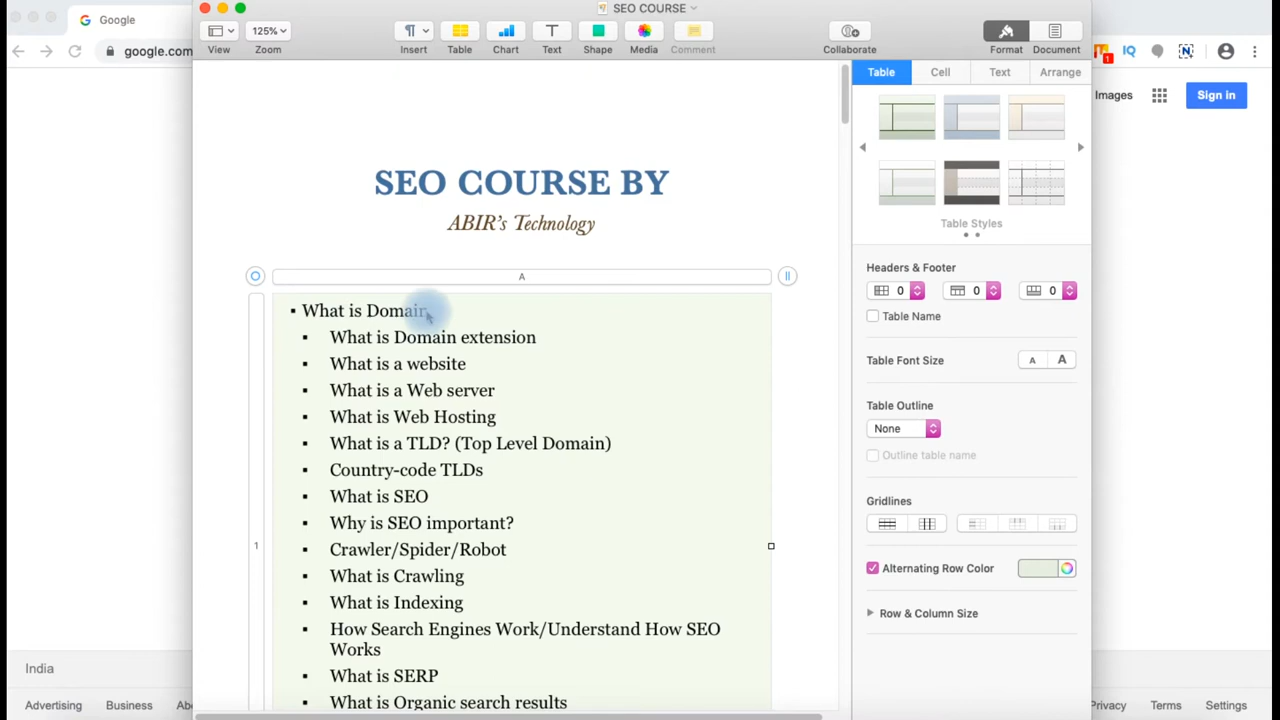 SEO COURSE
Google
google.com
125%
View
Zoom
Insert
Table
Chart
Text
Shape
Media
Comment
Collaborate
Format
Document
1
IQ
N
Images
Sign in
Table
Cell
Text
Arrange
SEO COURSE BY
ABIR's Technology
Table Styles
A
▪ What is Domain
▪ What is Domain extension
▪ What is a website
▪ What is a Web server
▪ What is Web Hosting
▪ What is a TLD? (Top Level Domain)
▪ Country-code TLDs
▪ What is SEO
▪ Why is SEO important?
▪ Crawler/Spider/Robot
▪ What is Crawling
▪ What is Indexing
▪ How Search Engines Work/Understand How SEO
Works
▪ What is SERP
▪ What is Organic search results
1
Headers & Footer
0 0 0
Table Name
Table Font Size
A A
Table Outline
None
Outline table name
Gridlines
Alternating Row Color
Row & Column Size
India
Advertising
Business
Privacy
Terms
Settings